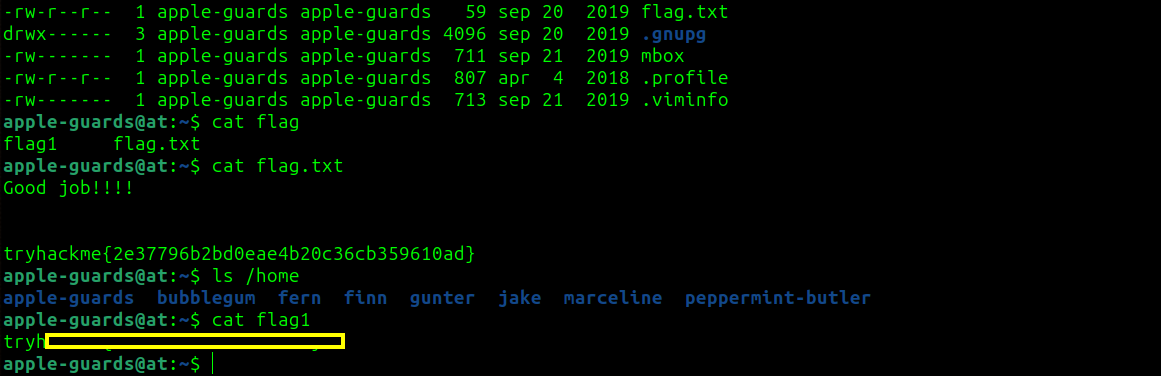 -rw-r--r-- 1 apple-guards apple-guards 59 sep 20 2019 flag.txt
drwx------ 3 apple-guards apple-guards 4096 sep 20 2019 .gnupg
-rw------- 1 apple-guards apple-guards 711 sep 21 2019 mbox
-rw-r--r-- 1 apple-guards apple-guards 807 apr 4 2018 .profile
-rw------- 1 apple-guards apple-guards 713 sep 21 2019 .viminfo
apple-guards@at:~$ cat flag
flag1 flag.txt
apple-guards@at:~$ cat flag.txt
Good job!!!!
tryhackme{2e37796b2bd0eae4b20c36cb359610ad}
apple-guards@at:~$ ls /home
apple-guards bubblegum fern finn gunter jake marceline peppermint-butler
apple-guards@at:~$ cat flag1
tryh
apple-guards@at:~$